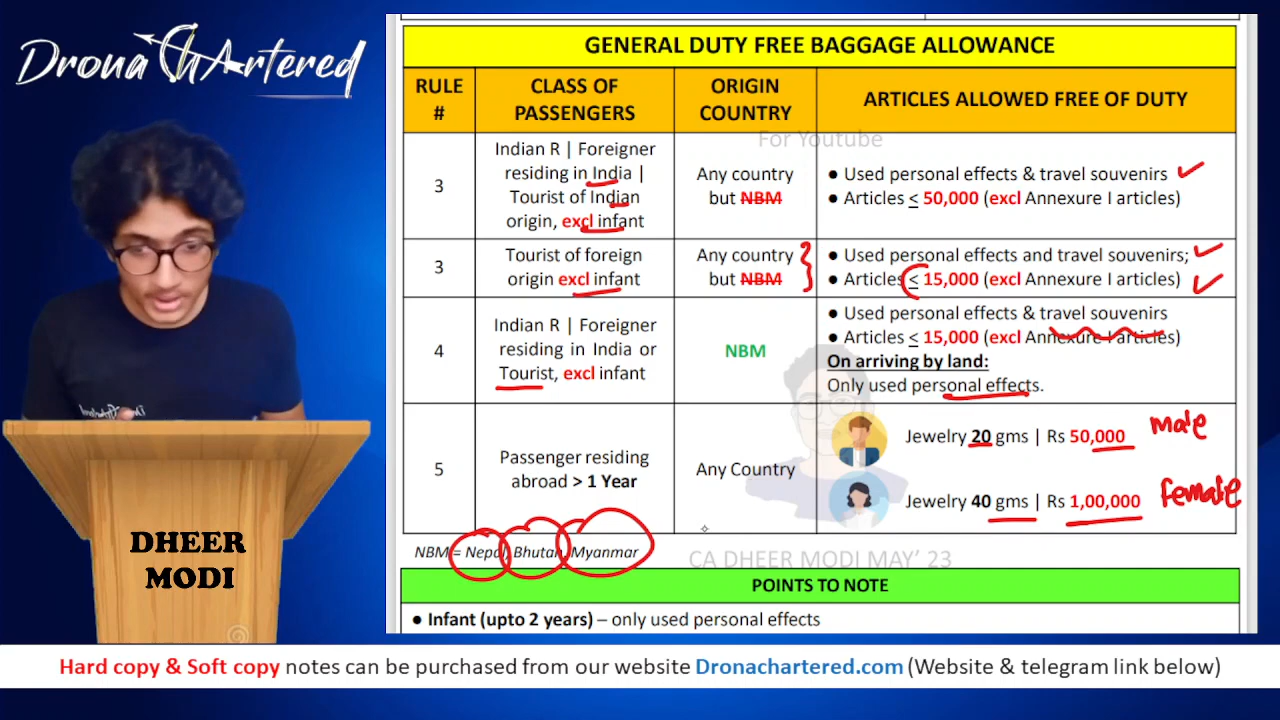 Drona Chartered
GENERAL DUTY FREE BAGGAGE ALLOWANCE
RULE #
CLASS OF PASSENGERS
ORIGIN COUNTRY
ARTICLES ALLOWED FREE OF DUTY
For Youtube
3
Indian R | Foreigner
residing in India |
Tourist of Indian
origin, excl infant
Any country
but NBM
● Used personal effects & travel souvenirs
● Articles ≤ 50,000 (excl Annexure I articles)
3
Tourist of foreign
origin excl infant
Any country
but NBM
● Used personal effects and travel souvenirs;
● Articles ≤ 15,000 (excl Annexure I articles)
4
Indian R | Foreigner
residing in India or
Tourist, excl infant
NBM
● Used personal effects & travel souvenirs
● Articles ≤ 15,000 (excl Annexure I articles)
On arriving by land:
Only used personal effects.
5
Passenger residing
abroad > 1 Year
Any Country
Jewelry 20 gms | Rs 50,000
male
Jewelry 40 gms | Rs 1,00,000
female
NBM = Nepal, Bhutan, Myanmar
CA DHEER MODI MAY' 23
POINTS TO NOTE
● Infant (upto 2 years) – only used personal effects
DHEER
MODI
Hard copy & Soft copy notes can be purchased from our website Dronachartered.com (Website & telegram link below)